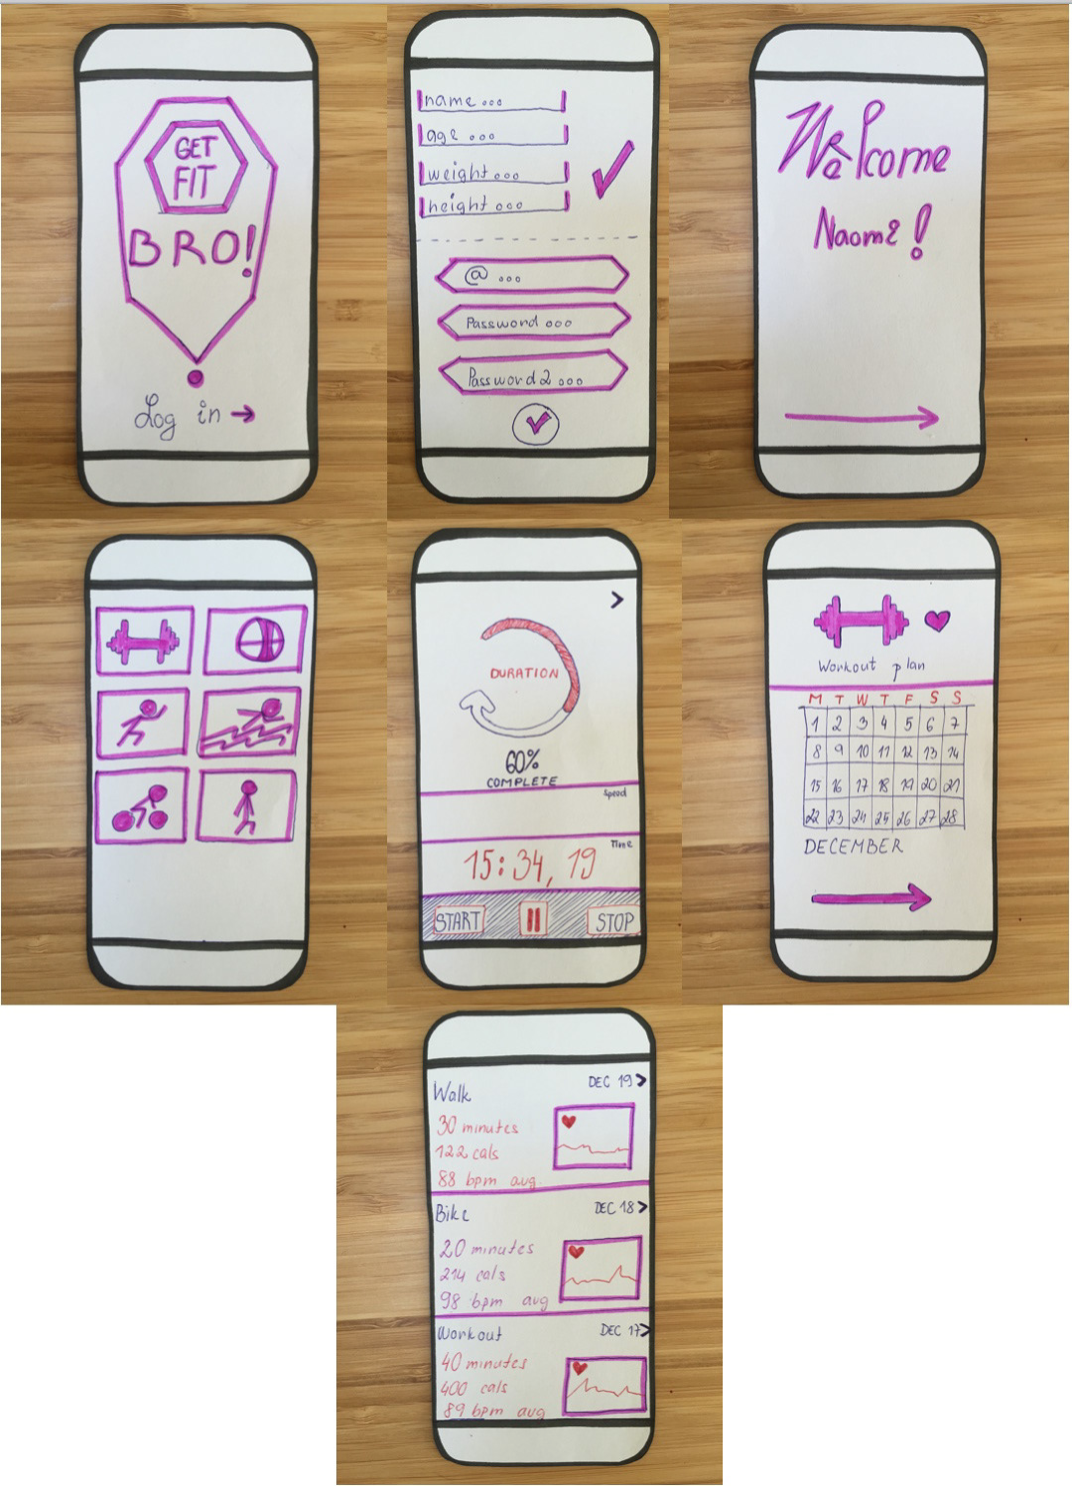 GET
FIT
BRO!
Log in →
name ...
age ...
weight ...
height ...
@ ...
Password ...
Password2 ...
Welcome
Naomi!
DURATION
60%
COMPLETE
Speed
Time
15:34,19
START
STOP
Workout plan
M T W T F S S
1 2 3 4 5 6 7
8 9 10 11 12 13 14
15 16 17 18 19 20 21
22 23 24 25 26 27 28
DECEMBER
Walk DEC 19 >
30 minutes
122 cals
88 bpm avg.
Bike DEC 18 >
20 minutes
214 cals
98 bpm avg
Workout DEC 17 >
40 minutes
400 cals
89 bpm avg